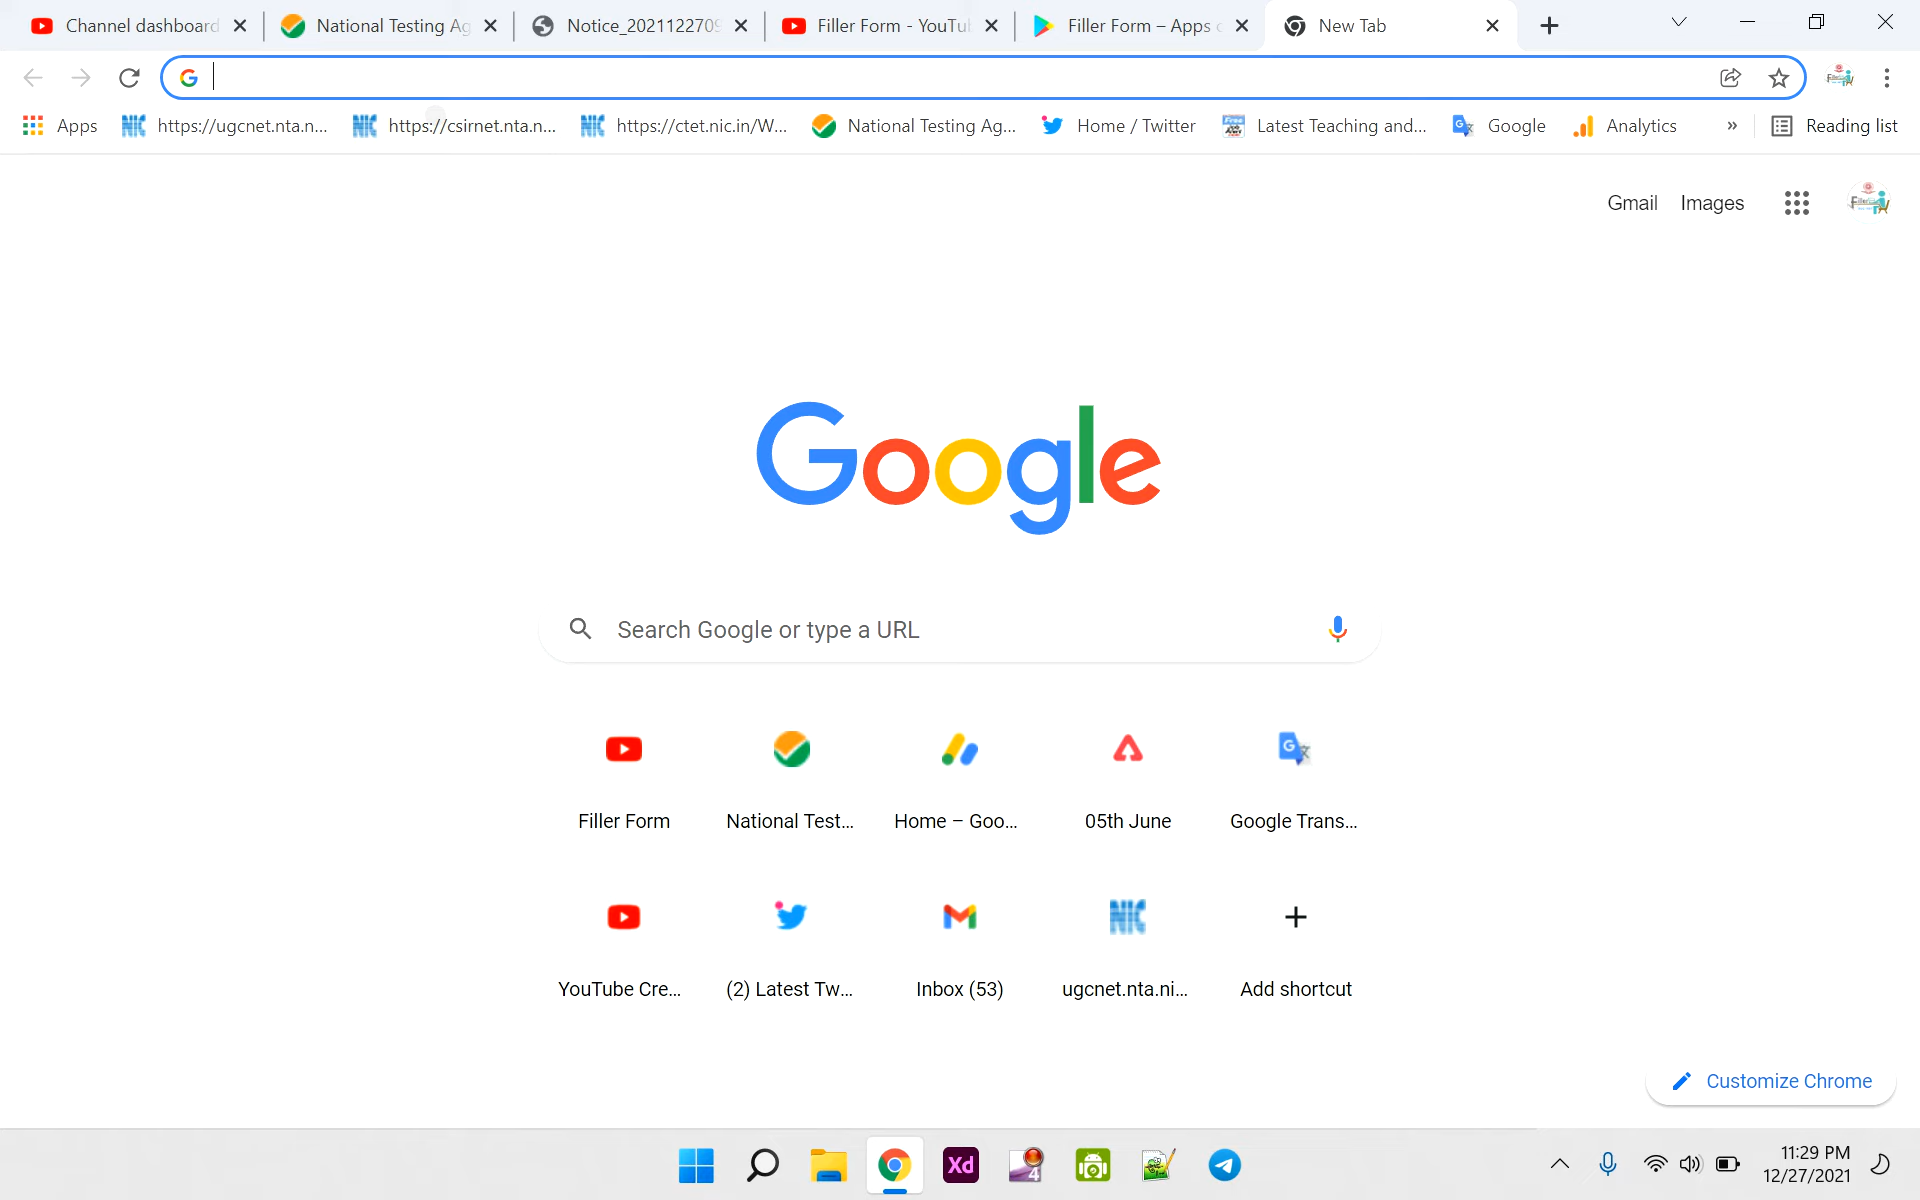 Channel dashboard
National Testing Ag
Notice_2021122709
Filler Form - YouTu
Filler Form – Apps o
New Tab
Apps
https://ugcnet.nta.n...
https://csirnet.nta.n...
https://ctet.nic.in/W...
National Testing Ag...
Home / Twitter
Latest Teaching and...
Google
Analytics
»
Reading list
Gmail
Images
Google
Search Google or type a URL
Filler Form
National Test...
Home – Goo...
05th June
Google Trans...
YouTube Cre...
(2) Latest Tw...
Inbox (53)
ugcnet.nta.ni...
Add shortcut
Customize Chrome
Xd
11:29 PM
12/27/2021